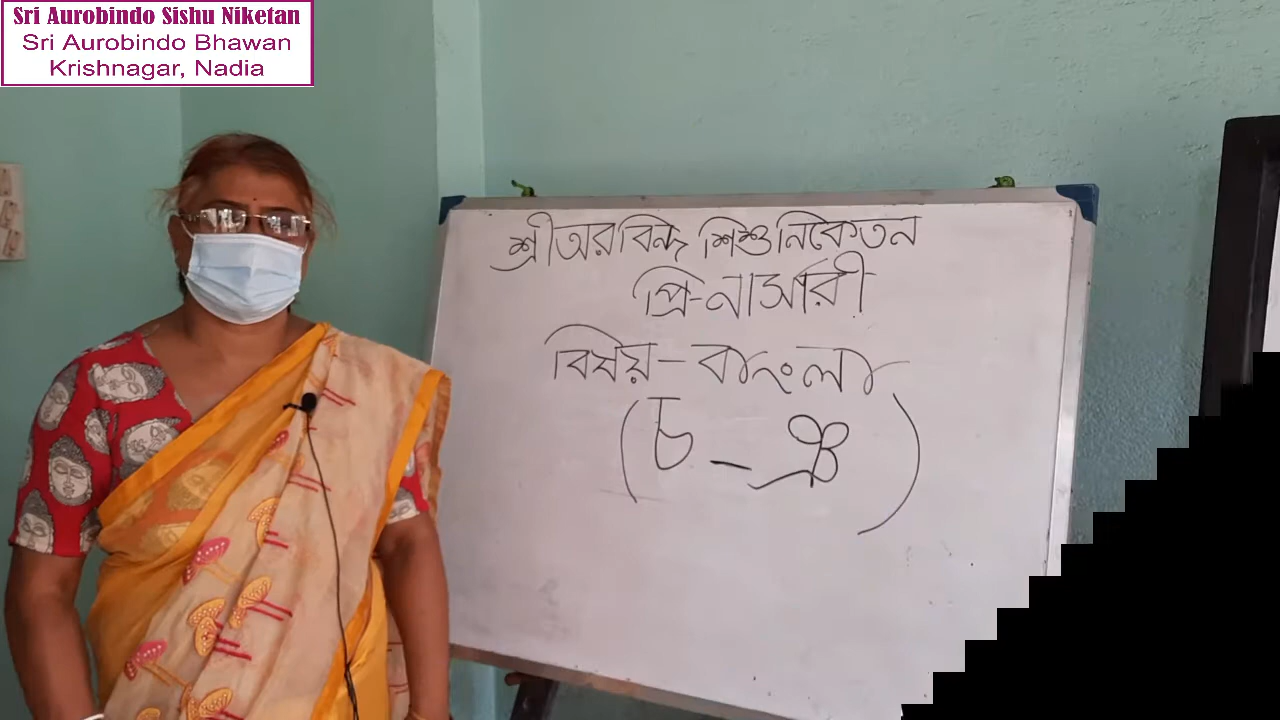 Sri Aurobindo Sishu Niketan
Sri Aurobindo Bhawan
Krishnagar, Nadia
শ্রীঅরবিন্দ শিশুনিকেতন
প্রি-নার্সারী
বিষয় - বাংলা
(চ - ঞ)